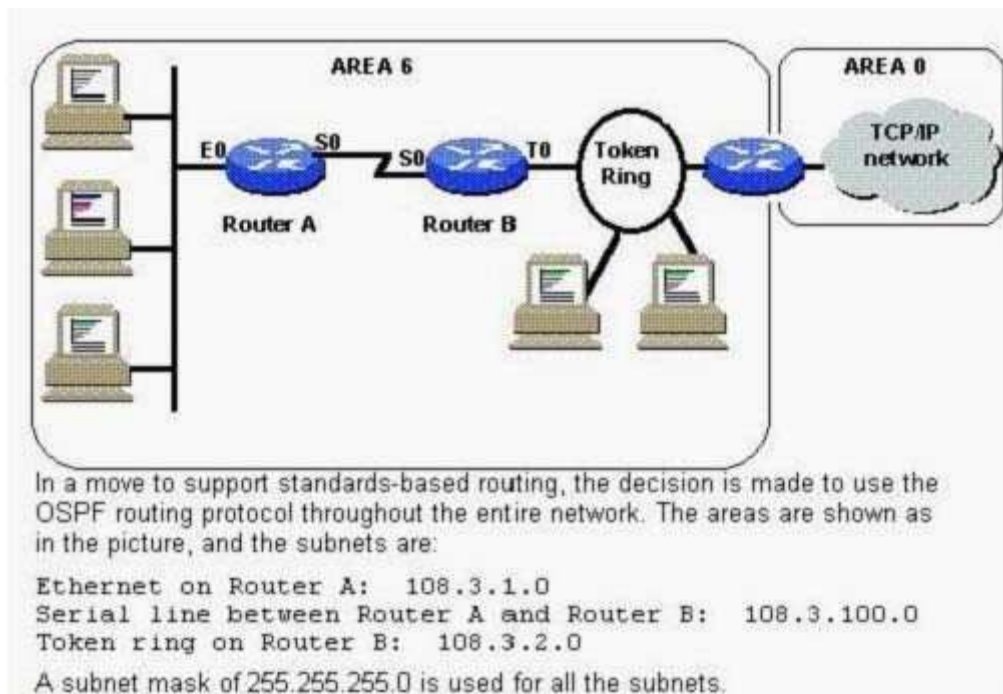 AREA 6
AREA 0
E0
S0
S0
T0
Token
Ring
TCP/IP
network
Router A
Router B
In a move to support standards-based routing, the decision is made to use the
OSPF routing protocol throughout the entire network. The areas are shown as
in the picture, and the subnets are:
Ethernet on Router A: 108.3.1.0
Serial line between Router A and Router B: 108.3.100.0
Token ring on Router B: 108.3.2.0
A subnet mask of 255.255.255.0 is used for all the subnets.